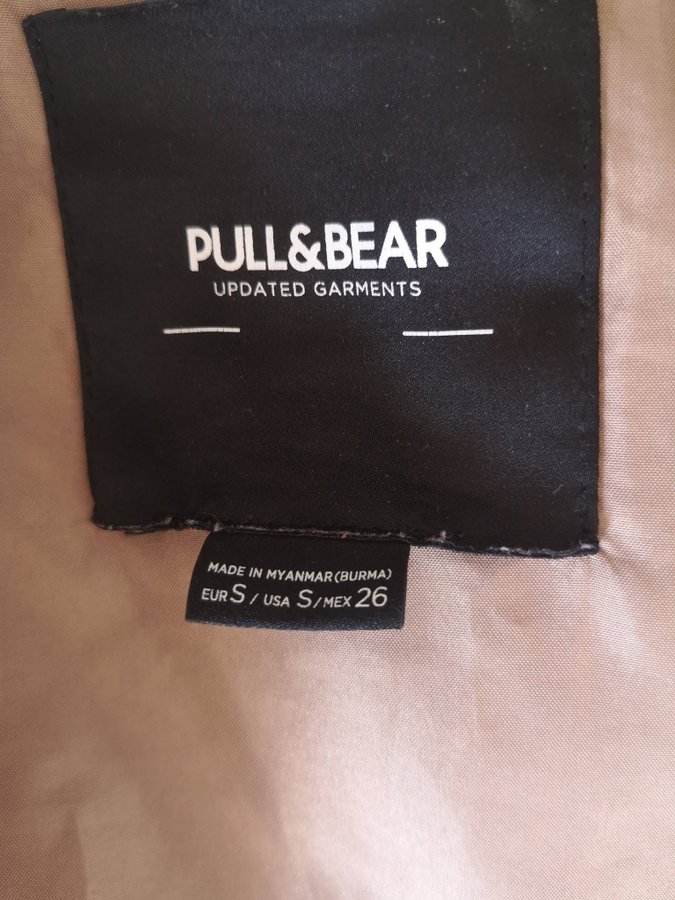 PULL&BEAR
UPDATED GARMENTS
MADE IN MYANMAR(BURMA)
EUR S / USA S/MEX 26